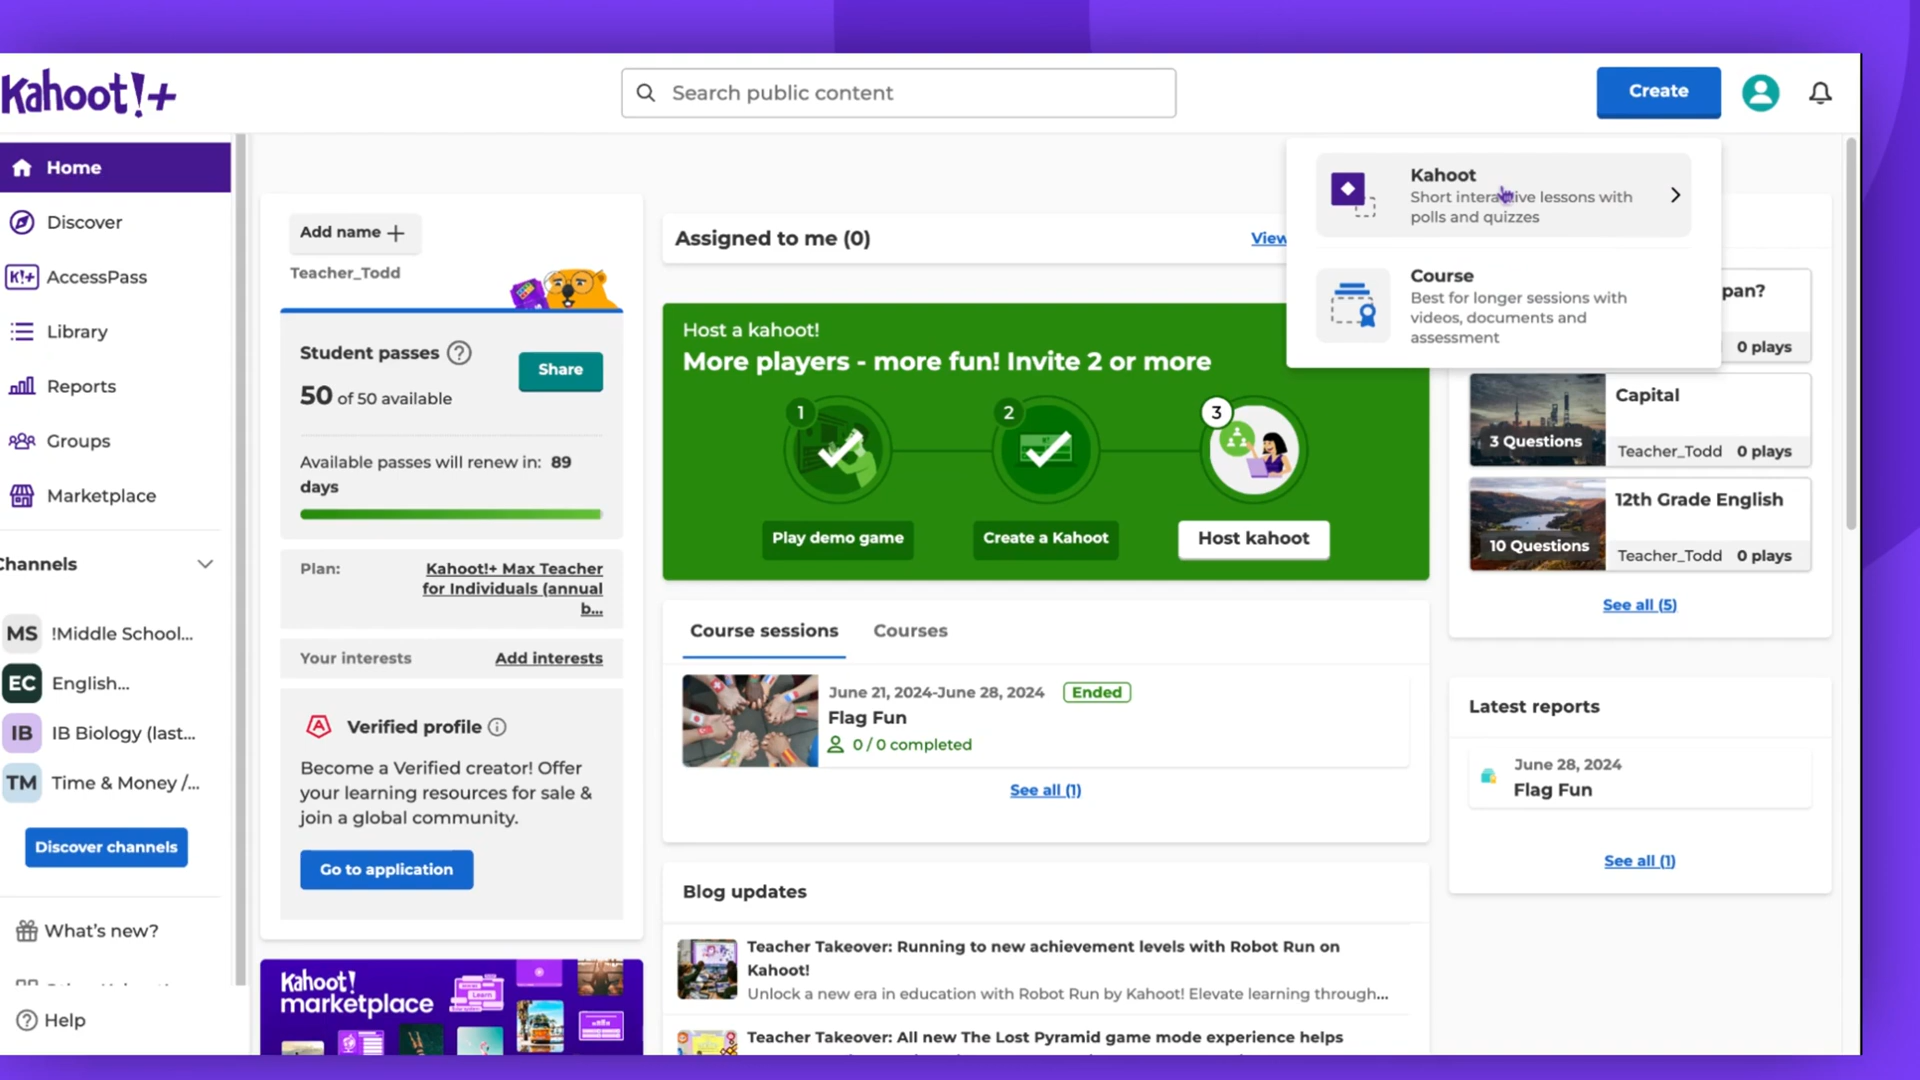 Kahoot!+
Search public content
Create
Home
Discover
K!+ AccessPass
Library
Reports
Groups
Marketplace
Channels
MS !Middle School...
EC English...
IB IB Biology (last...
TM Time & Money /...
Discover channels
What's new?
Help
Add name +
Teacher_Todd
Student passes ?
50 of 50 available
Share
Available passes will renew in: 89
days
Plan:
Kahoot!+ Max Teacher
for Individuals (annual
b...
Your interests
Add interests
Verified profile
Become a Verified creator! Offer
your learning resources for sale &
join a global community.
Go to application
Kahoot!
marketplace
Learn
Assigned to me (0)
View
Host a kahoot!
More players - more fun! Invite 2 or more
1
2
3
Play demo game
Create a Kahoot
Host kahoot
Course sessions
Courses
June 21, 2024-June 28, 2024
Ended
Flag Fun
0 / 0 completed
See all (1)
Blog updates
Teacher Takeover: Running to new achievement levels with Robot Run on
Kahoot!
Unlock a new era in education with Robot Run by Kahoot! Elevate learning through...
Teacher Takeover: All new The Lost Pyramid game mode experience helps
Kahoot
Short interactive lessons with
polls and quizzes
Course
Best for longer sessions with
videos, documents and
assessment
pan?
0 plays
Capital
3 Questions
Teacher_Todd 0 plays
12th Grade English
10 Questions
Teacher_Todd 0 plays
See all (5)
Latest reports
June 28, 2024
Flag Fun
See all (1)